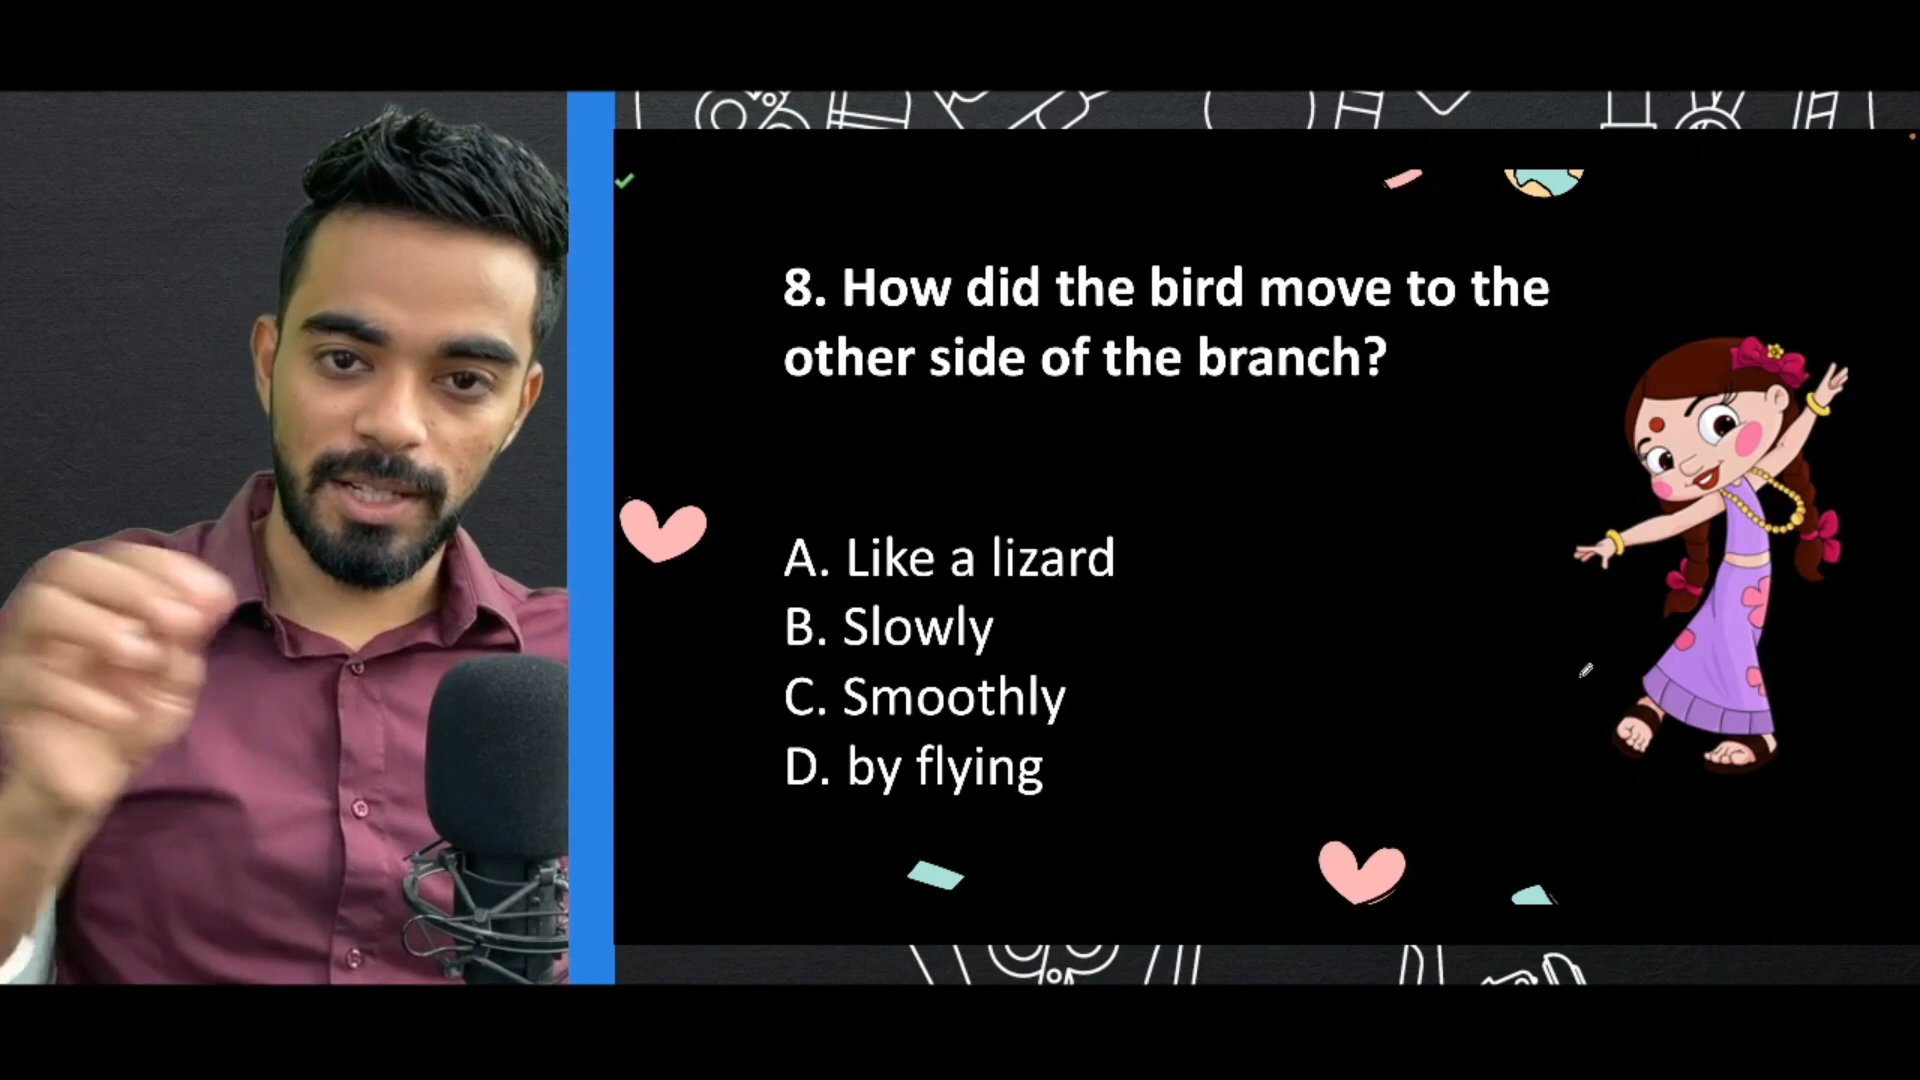 8. How did the bird move to the
other side of the branch?
A. Like a lizard
B. Slowly
C. Smoothly
D. by flying